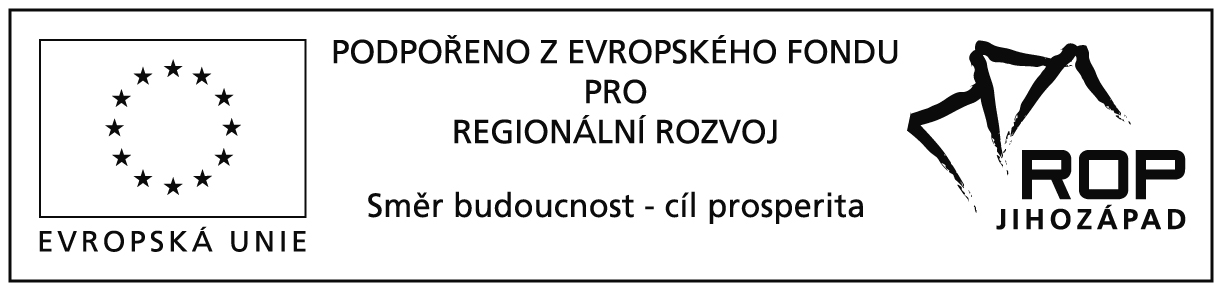 PODPOŘENO Z EVROPSKÉHO FONDU
PRO
REGIONÁLNÍ ROZVOJ
Směr budoucnost - cíl prosperita
EVROPSKÁ UNIE
ROP
JIHOZÁPAD